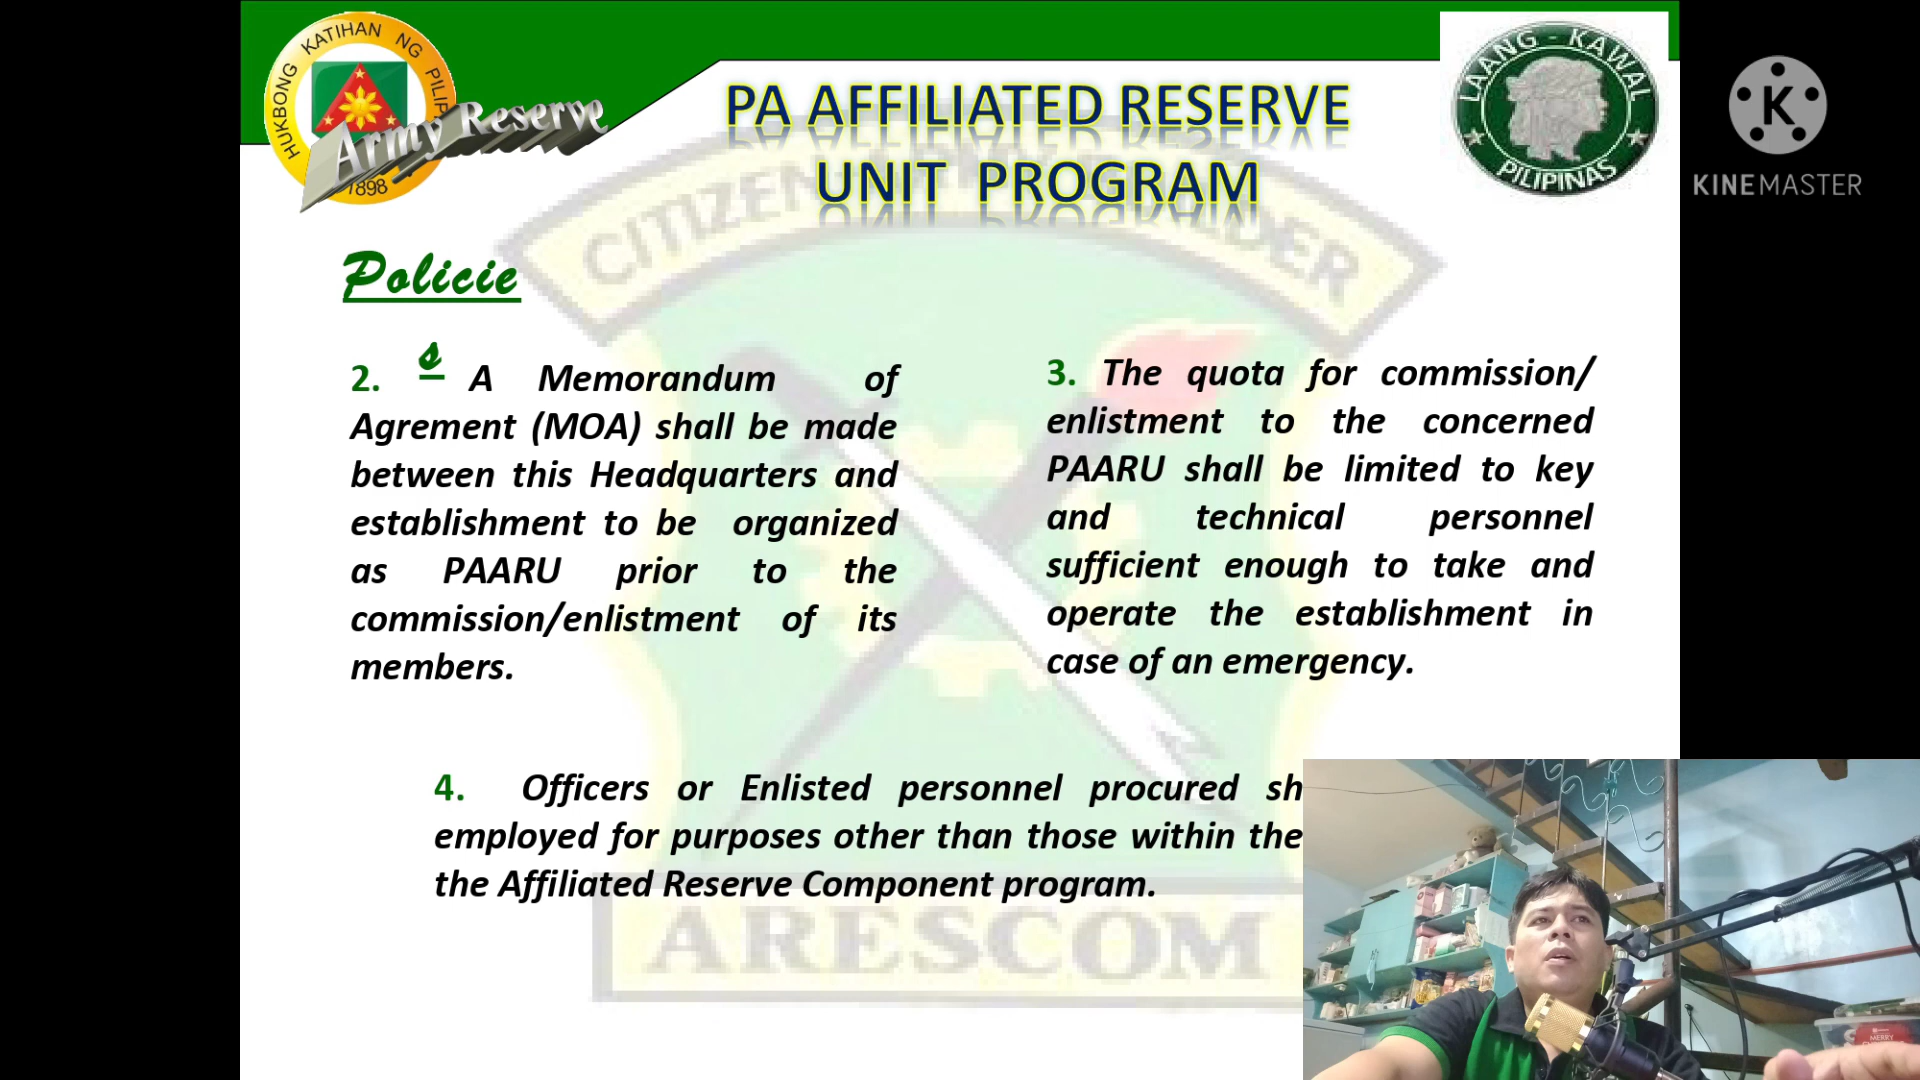 HUKBONG KATIHAN NG PILIP
Army Reserve
1898
PA AFFILIATED RESERVE
UNIT PROGRAM
LAANG - KAWAL
PILIPINAS
K
KINEMASTER
CITIZEN
Policie
s
2. A Memorandum of
Agrement (MOA) shall be made
between this Headquarters and
establishment to be organized
as PAARU prior to the
commission/enlistment of its
members.
3. The quota for commission/
enlistment to the concerned
PAARU shall be limited to key
and technical personnel
sufficient enough to take and
operate the establishment in
case of an emergency.
4. Officers or Enlisted personnel procured sh
employed for purposes other than those within the
the Affiliated Reserve Component program.
ARESCOM
MERRY